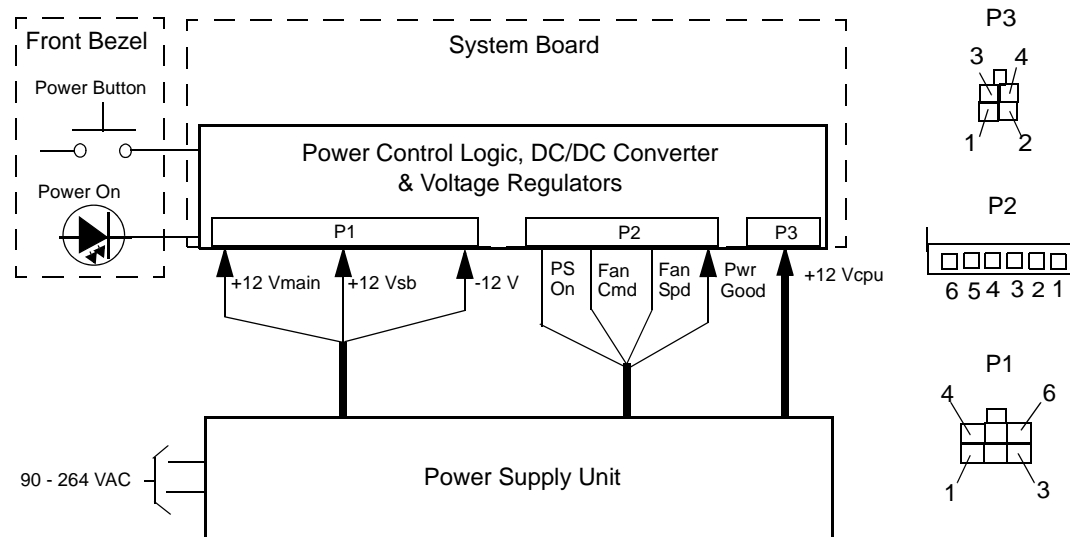 Front Bezel
Power Button
Power On
System Board
Power Control Logic, DC/DC Converter
& Voltage Regulators
P1
P2
P3
+12 Vmain
+12 Vsb
-12 V
PS
On
Fan
Cmd
Fan
Spd
Pwr
Good
+12 Vcpu
90 - 264 VAC
Power Supply Unit
P3
3 4
1 2
P2
6 5 4 3 2 1
P1
4 6
1 3